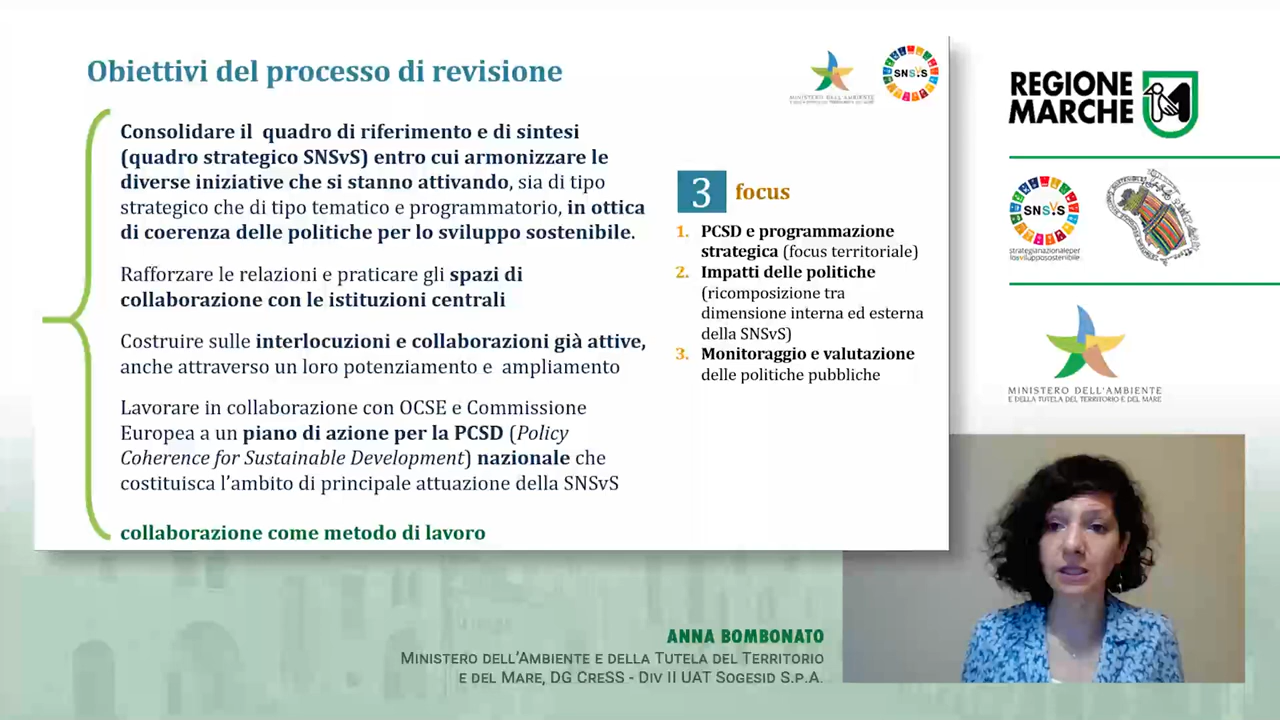 Obiettivi del processo di revisione
MINISTERO DELL'AMBIENTE
SNSvS
Consolidare il quadro di riferimento e di sintesi
(quadro strategico SNSvS) entro cui armonizzare le
diverse iniziative che si stanno attivando, sia di tipo
strategico che di tipo tematico e programmatorio, in ottica
di coerenza delle politiche per lo sviluppo sostenibile.
Rafforzare le relazioni e praticare gli spazi di
collaborazione con le istituzioni centrali
Costruire sulle interlocuzioni e collaborazioni già attive,
anche attraverso un loro potenziamento e ampliamento
Lavorare in collaborazione con OCSE e Commissione
Europea a un piano di azione per la PCSD (Policy
Coherence for Sustainable Development) nazionale che
costituisca l'ambito di principale attuazione della SNSvS
collaborazione come metodo di lavoro
3 focus
1. PCSD e programmazione
strategica (focus territoriale)
2. Impatti delle politiche
(ricomposizione tra
dimensione interna ed esterna
della SNSvS)
3. Monitoraggio e valutazione
delle politiche pubbliche
REGIONE
MARCHE
SNSvS
strategianazionaleper
losvilupposostenibile
MINISTERO DELL'AMBIENTE
E DELLA TUTELA DEL TERRITORIO E DEL MARE
ANNA BOMBONATO
MINISTERO DELL'AMBIENTE E DELLA TUTELA DEL TERRITORIO
E DEL MARE, DG CRESS - DIV II UAT SOGESID S.P.A.